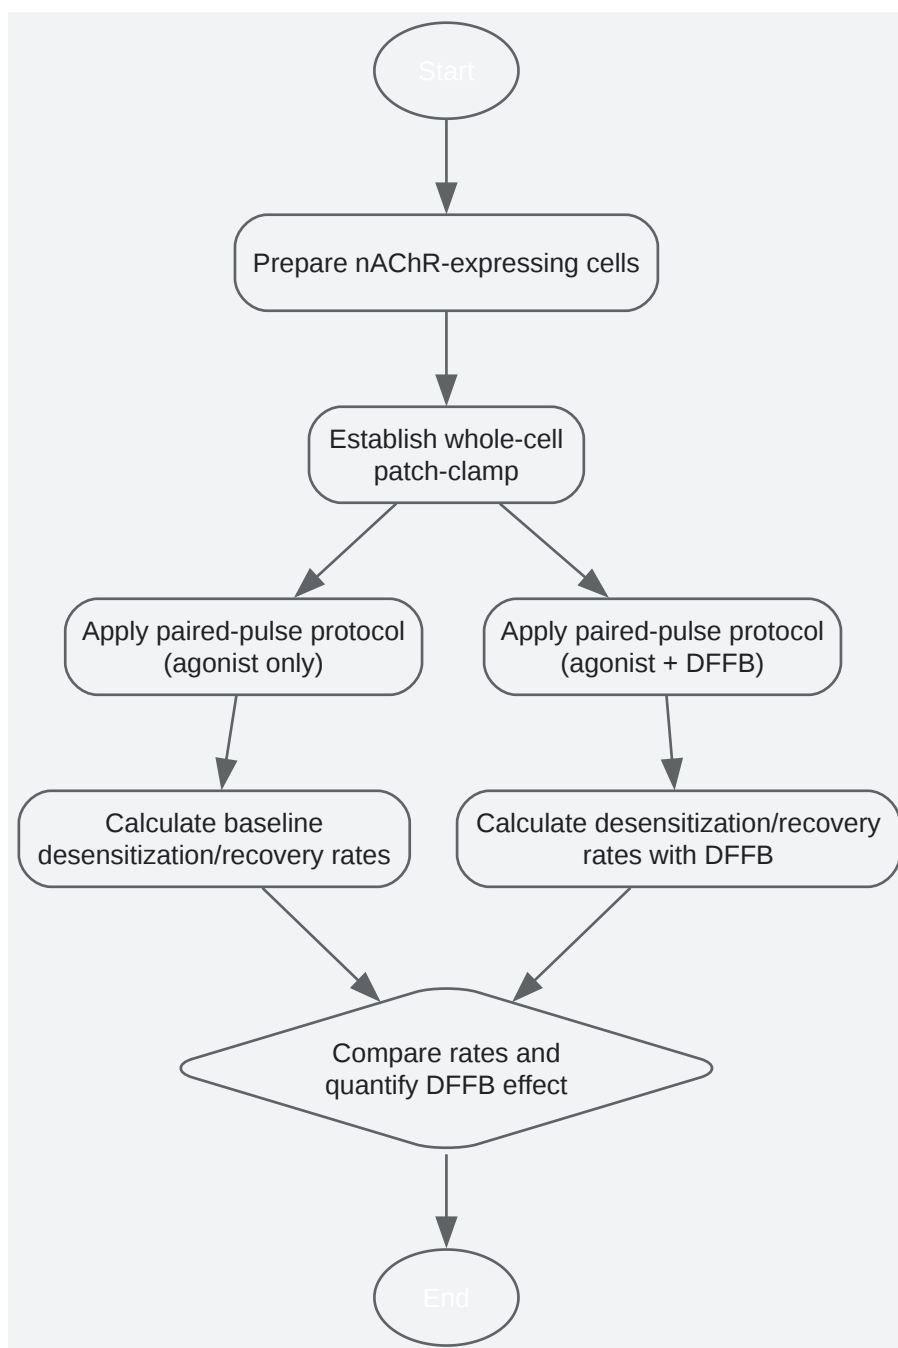 Start
Prepare nAChR-expressing cells
Establish whole-cell
patch-clamp
Apply paired-pulse protocol
(agonist only)
Apply paired-pulse protocol
(agonist + DFFB)
Calculate baseline
desensitization/recovery rates
Calculate desensitization/recovery
rates with DFFB
Compare rates and
quantify DFFB effect
End